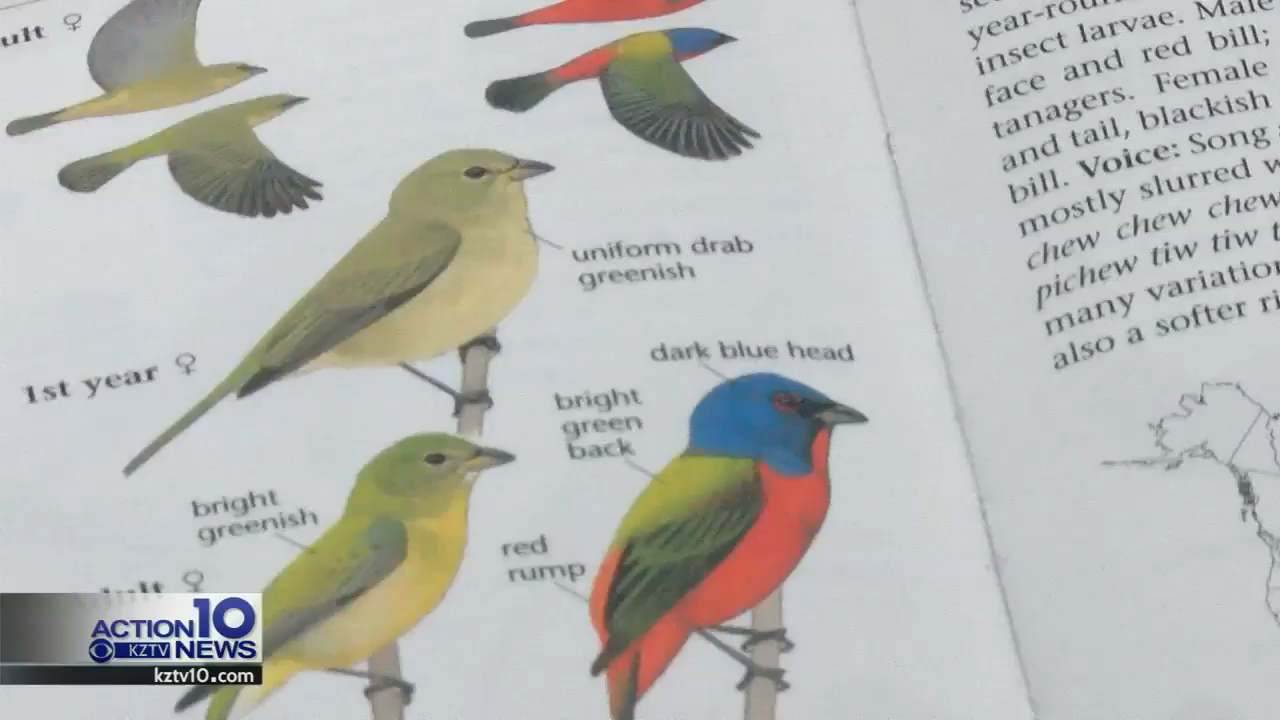 ult ♀
uniform drab
greenish
1st year ♀
dark blue head
bright
green
back
bright
greenish
red
rump
year-rou
insect larvae. Male
face and red bill;
tanagers. Female
and tail, blackish
bill. Voice: Song
mostly slurred w
chew chew chew
pichew tiw tiw t
many variation
also a softer ri
ACTION 10
KZTV NEWS
kztv10.com